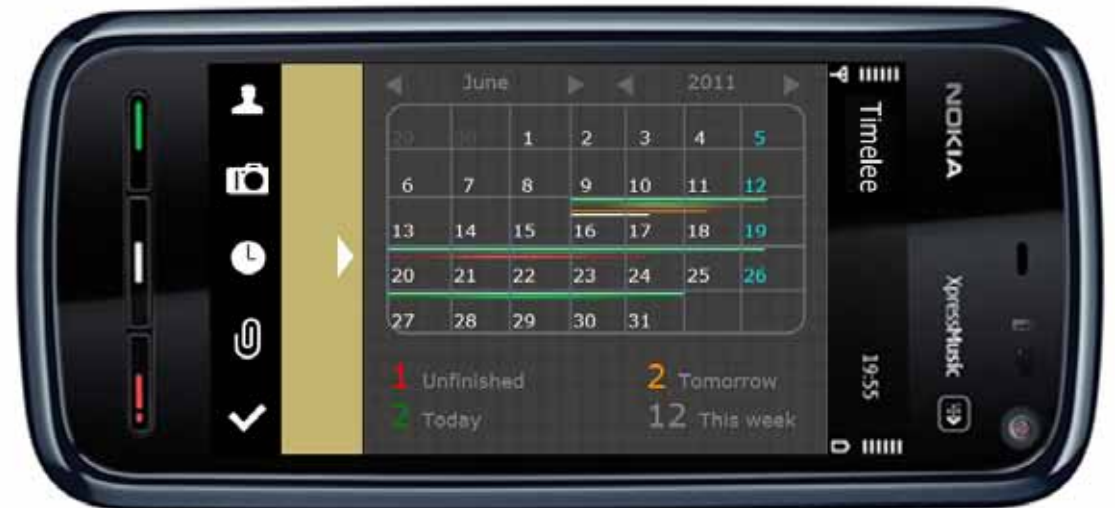 June 2011
29 30 1 2 3 4 5
6 7 8 9 10 11 12
13 14 15 16 17 18 19
20 21 22 23 24 25 26
27 28 29 30 31
1 Unfinished 2 Tomorrow
2 Today 12 This week
Timelee
19:55
NOKIA
XpressMusic